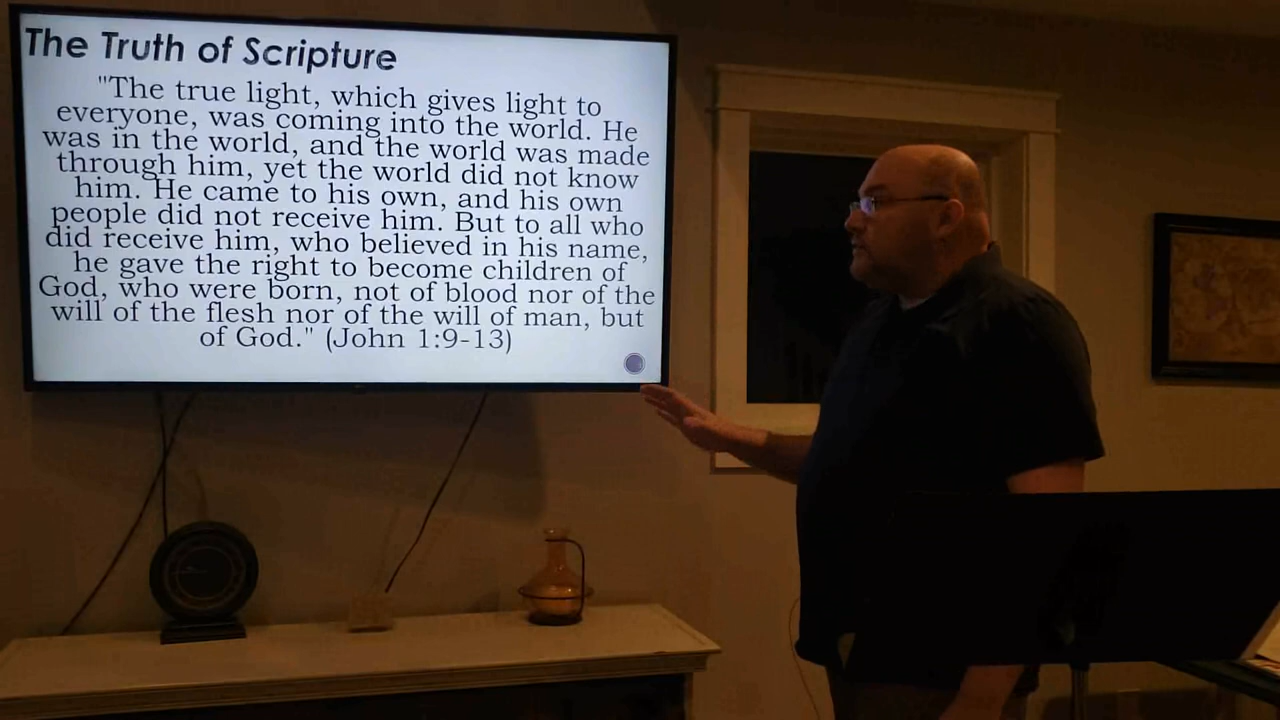 The Truth of Scripture
"The true light, which gives light to
everyone, was coming into the world. He
was in the world, and the world was made
through him, yet the world did not know
him. He came to his own, and his own
people did not receive him. But to all who
did receive him, who believed in his name,
he gave the right to become children of
God, who were born, not of blood nor of the
will of the flesh nor of the will of man, but
of God." (John 1:9-13)